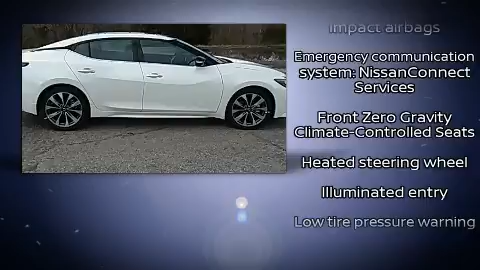 impact airbags
Emergency communication
system: NissanConnect
Services
Front Zero Gravity
Climate-Controlled Seats
Heated steering wheel
Illuminated entry
Low tire pressure warning